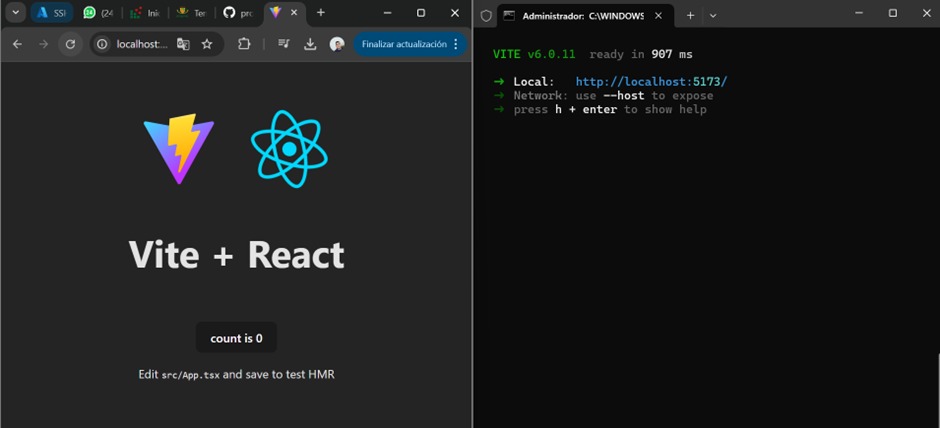 SSI
(24
Inic
Ter
pro
localhost:...
Finalizar actualización
Vite + React
count is 0
Edit src/App.tsx and save to test HMR
Administrador: C:\WINDOWS
VITE v6.0.11 ready in 907 ms
➜ Local: http://localhost:5173/
➜ Network: use --host to expose
➜ press h + enter to show help